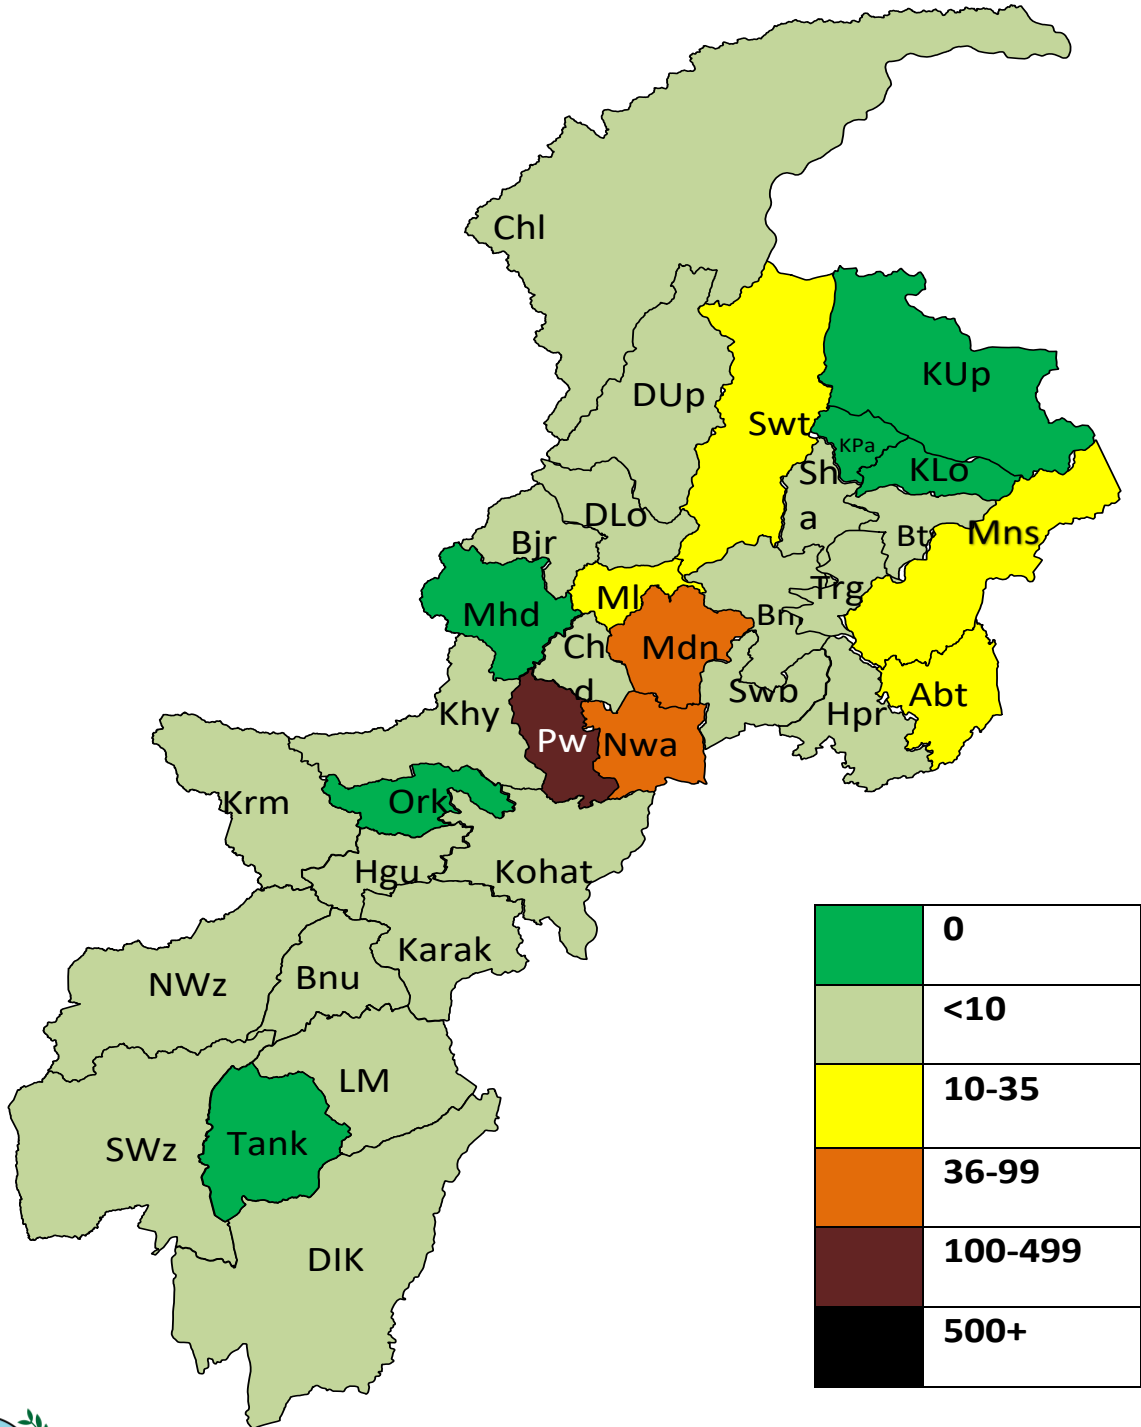 Chl
KUp
DUp
Swt
KPa
KLo
Sh
a
DLo
Bt
Mns
Bjr
Trg
Ml
Mhd
Bn
Mdn
Ch
d
Swb
Abt
Khy
Hpr
Pw
Nwa
Krm
Ork
Hgu
Kohat
Karak
NWz
Bnu
LM
SWz
Tank
DIK
0
<10
10-35
36-99
100-499
500+